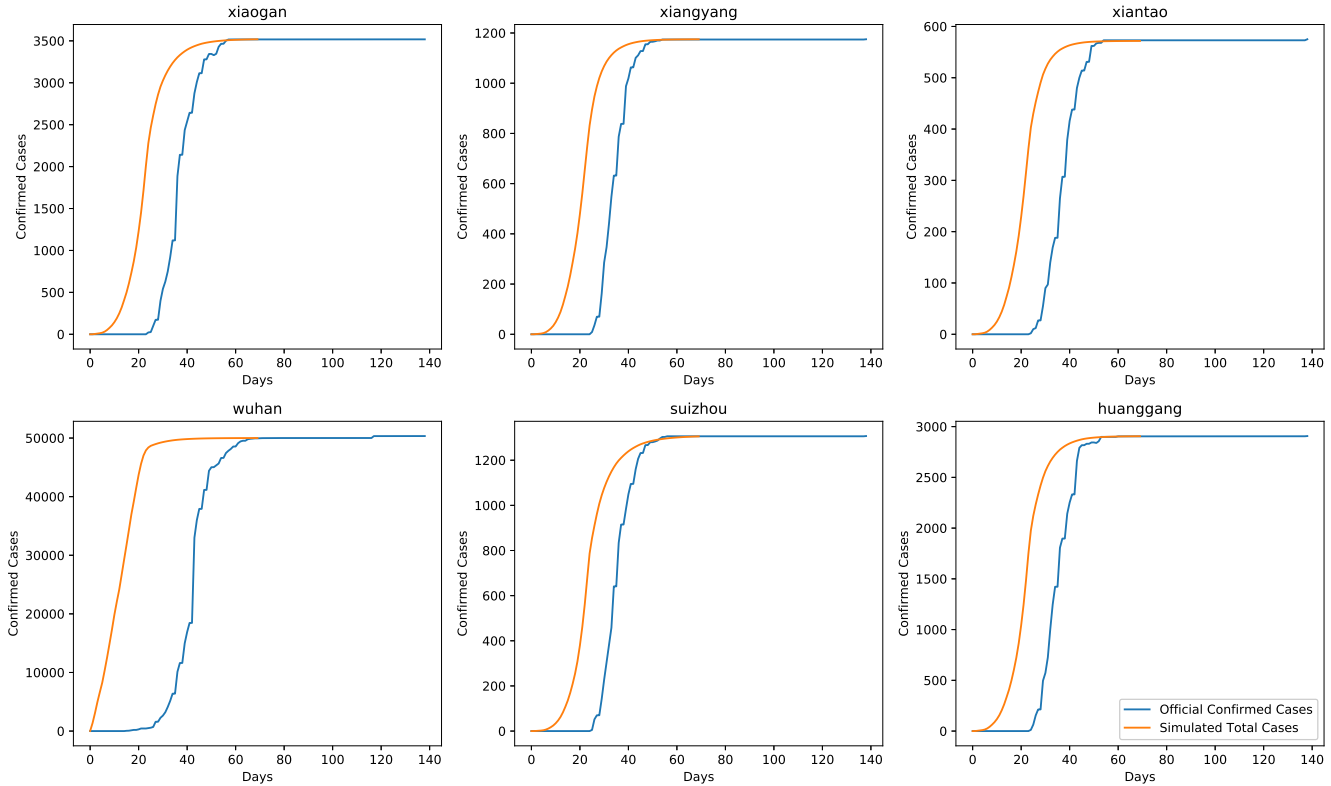 xiaogan
xiangyang
xiantao
3500
3000
2500
2000
1500
1000
500
0
Confirmed Cases
0 20 40 60 80 100 120 140
Days
1200
1000
800
600
400
200
0
Confirmed Cases
0 20 40 60 80 100 120 140
Days
600
500
400
300
200
100
0
Confirmed Cases
0 20 40 60 80 100 120 140
Days
wuhan
suizhou
huanggang
50000
40000
30000
20000
10000
0
Confirmed Cases
0 20 40 60 80 100 120 140
Days
1200
1000
800
600
400
200
0
Confirmed Cases
0 20 40 60 80 100 120 140
Days
3000
2500
2000
1500
1000
500
0
Confirmed Cases
Official Confirmed Cases
Simulated Total Cases
0 20 40 60 80 100 120 140
Days